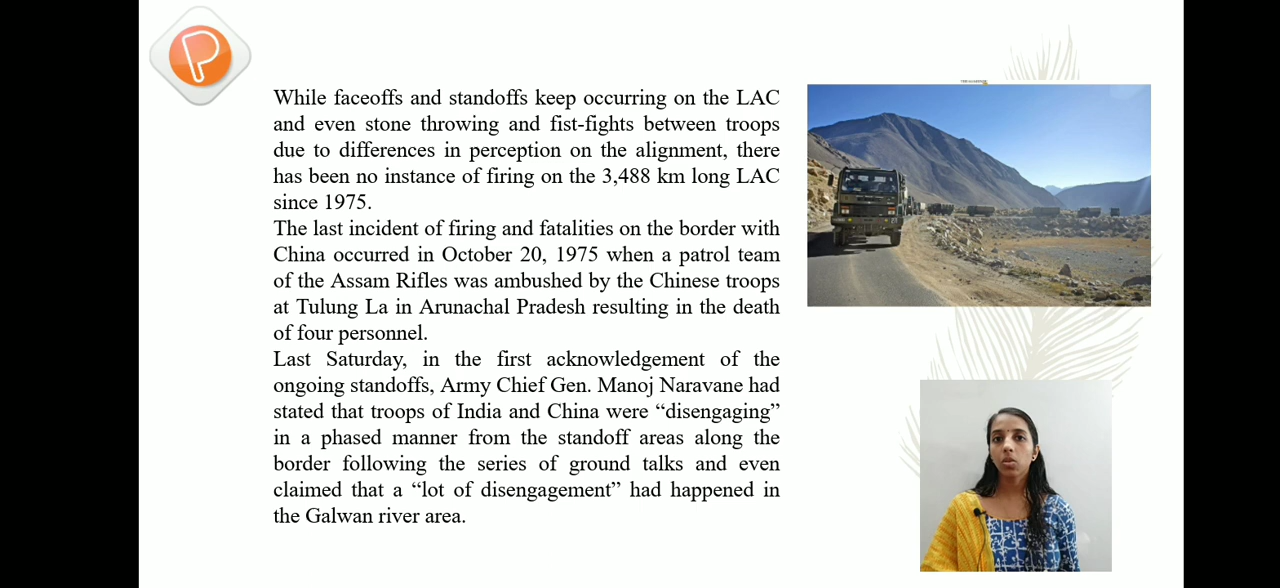 While faceoffs and standoffs keep occurring on the LAC
and even stone throwing and fist-fights between troops
due to differences in perception on the alignment, there
has been no instance of firing on the 3,488 km long LAC
since 1975.
The last incident of firing and fatalities on the border with
China occurred in October 20, 1975 when a patrol team
of the Assam Rifles was ambushed by the Chinese troops
at Tulung La in Arunachal Pradesh resulting in the death
of four personnel.
Last Saturday, in the first acknowledgement of the
ongoing standoffs, Army Chief Gen. Manoj Naravane had
stated that troops of India and China were “disengaging”
in a phased manner from the standoff areas along the
border following the series of ground talks and even
claimed that a “lot of disengagement” had happened in
the Galwan river area.